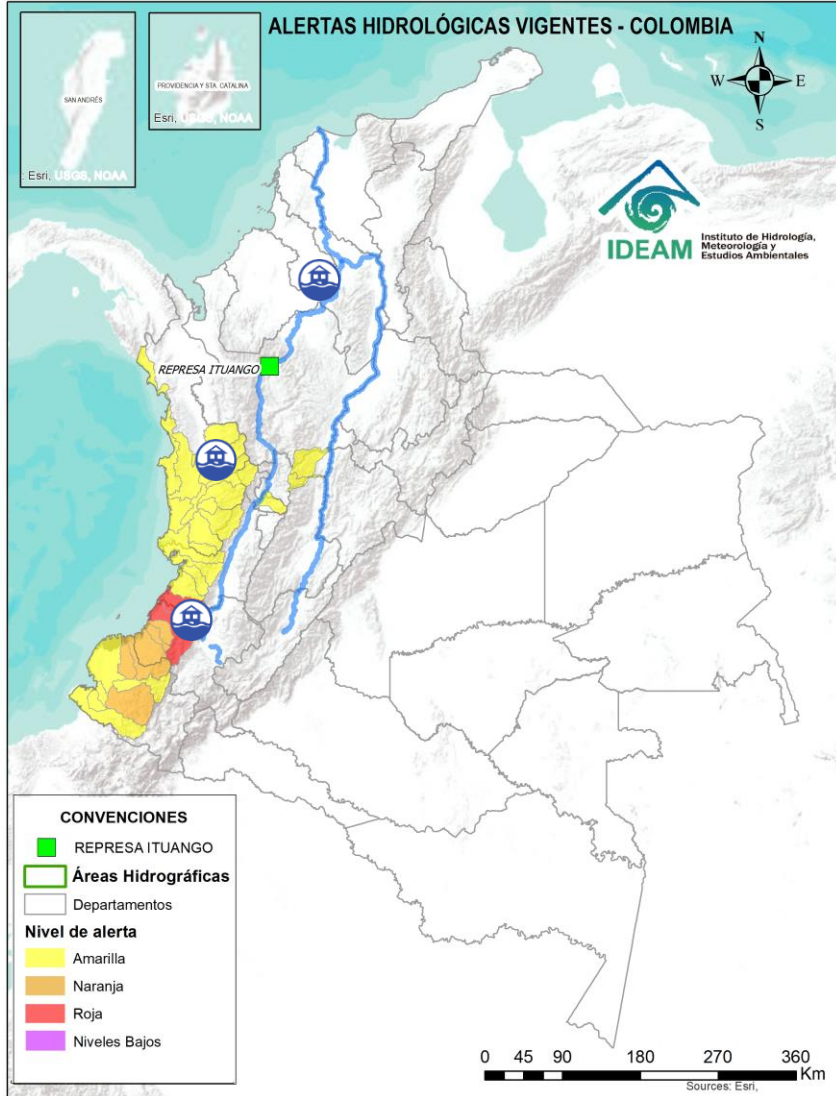 ALERTAS HIDROLÓGICAS VIGENTES - COLOMBIA
SAN ANDRÉS
: Esri, USGS, NOAA
PROVIDENCIA Y STA. CATALINA
Esri, USGS, NOAA
N
W
E
S
IDEAM
Instituto de Hidrología,
Meteorología y
Estudios Ambientales
REPRESA ITUANGO
CONVENCIONES
REPRESA ITUANGO
Áreas Hidrográficas
Departamentos
Nivel de alerta
Amarilla
Naranja
Roja
Niveles Bajos
0 45 90 180 270 360
Km
Sources: Esri,